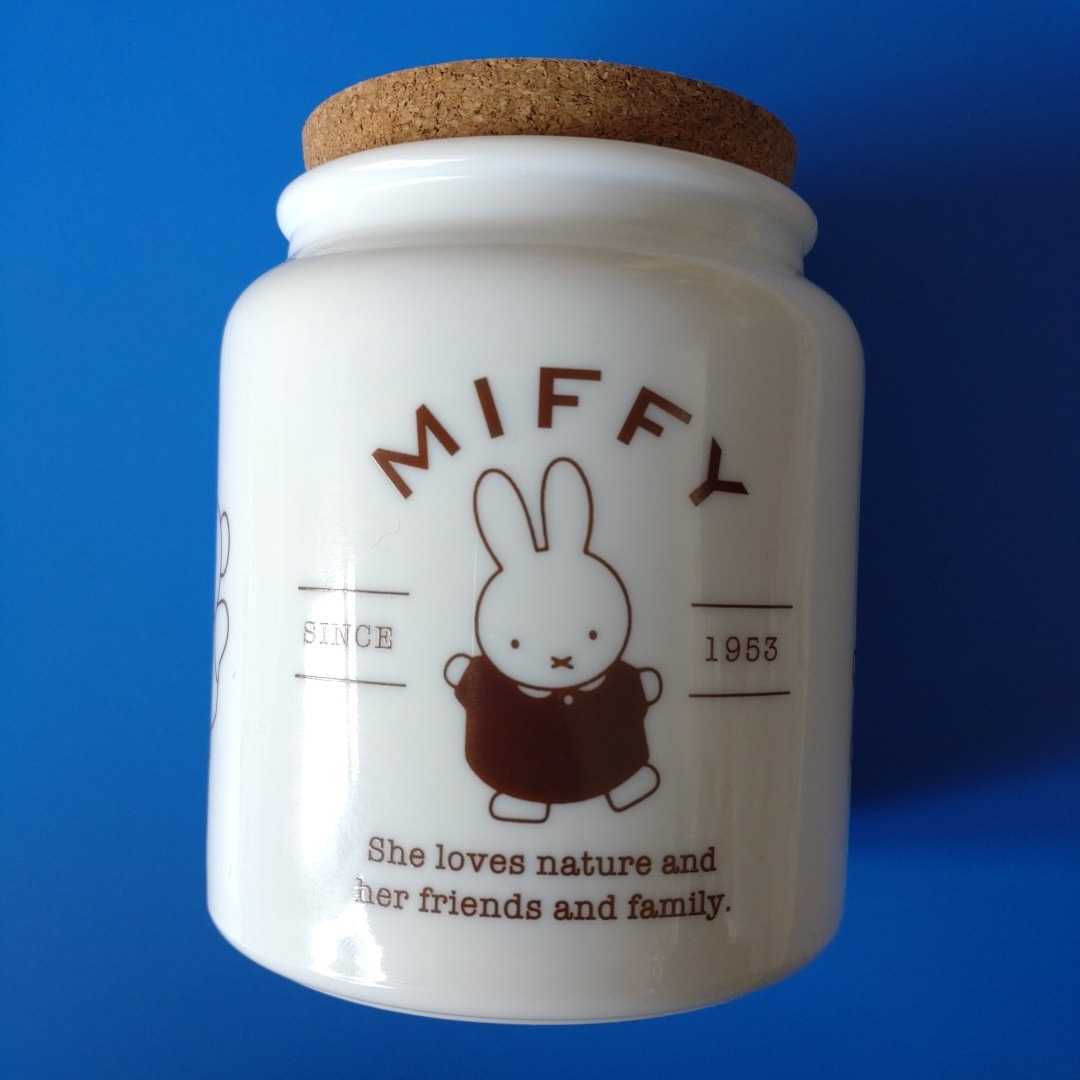 MIFFY
SINCE
1953
She loves nature and
her friends and family.